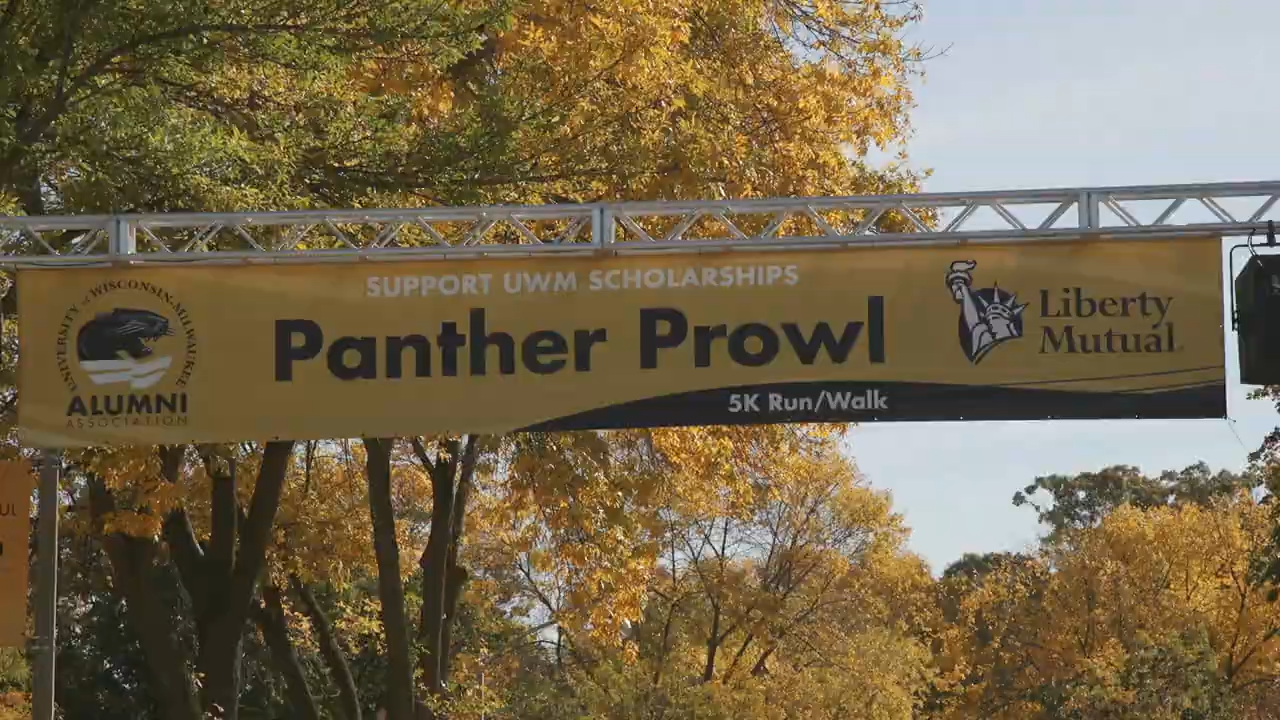 SUPPORT UWM SCHOLARSHIPS
UNIVERSITY of WISCONSIN-MILWAUKEE
ALUMNI
ASSOCIATION
Panther Prowl
Liberty
Mutual
5K Run/Walk